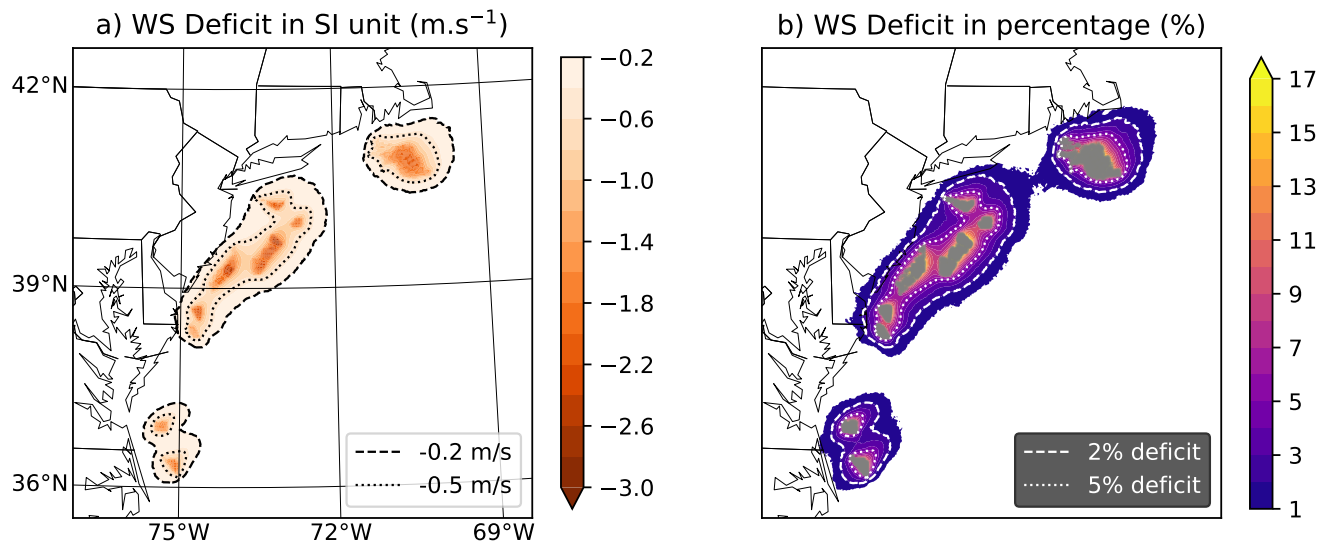 a) WS Deficit in SI unit (m.s⁻¹)
42°N
39°N
36°N
75°W
72°W
69°W
-0.2 m/s
-0.5 m/s
−0.2
−0.6
−1.0
−1.4
−1.8
−2.2
−2.6
−3.0
b) WS Deficit in percentage (%)
2% deficit
5% deficit
17
15
13
11
9
7
5
3
1